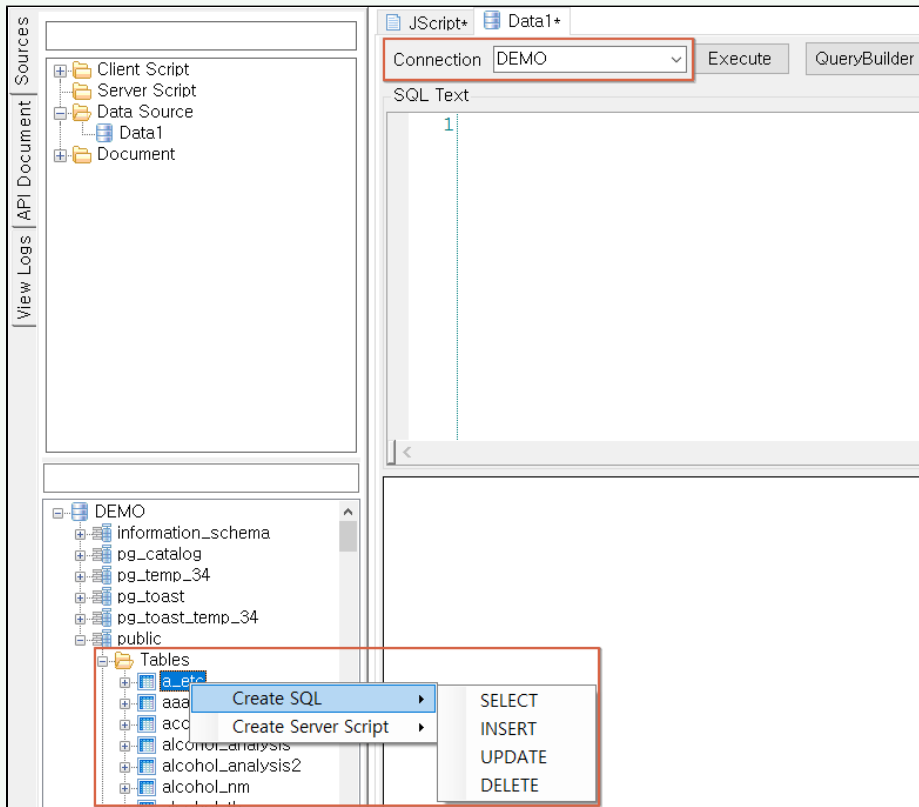 Sources
API Document
View Logs
Client Script
Server Script
Data Source
Data1
Document
JScript*
Data1*
Connection
DEMO
Execute
QueryBuilder
SQL Text
1
DEMO
information_schema
pg_catalog
pg_temp_34
pg_toast
pg_toast_temp_34
public
Tables
a_etc
aaa
acc
alcohol_analysis
alcohol_analysis2
alcohol_nm
Create SQL
Create Server Script
SELECT
INSERT
UPDATE
DELETE